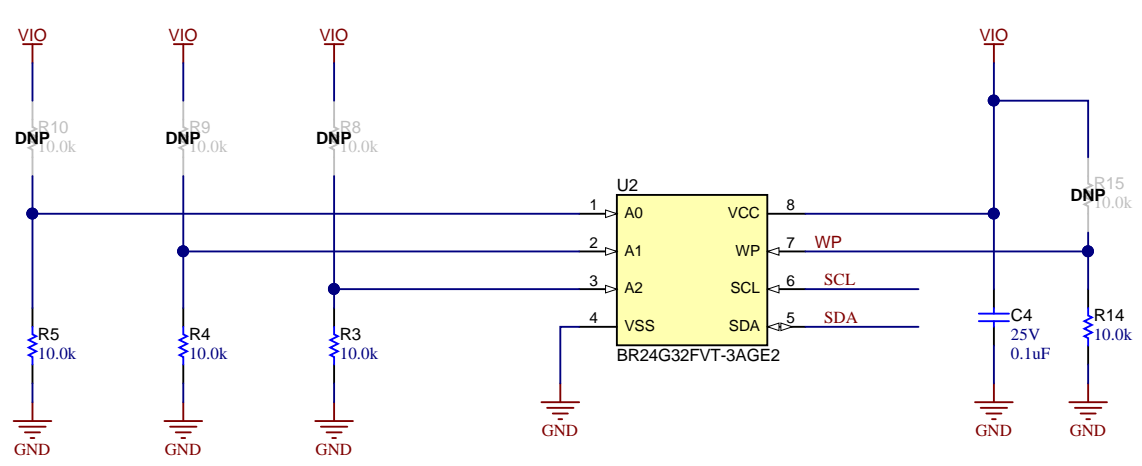 VIO
VIO
VIO
VIO
R10
DNP
10.0k
R9
DNP
10.0k
R8
DNP
10.0k
R15
DNP
10.0k
U2
1 A0 VCC 8
2 A1 WP 7 WP
3 A2 SCL 6 SCL
4 VSS SDA 5 SDA
BR24G32FVT-3AGE2
R5
10.0k
R4
10.0k
R3
10.0k
C4
25V
0.1uF
R14
10.0k
GND
GND
GND
GND
GND
GND